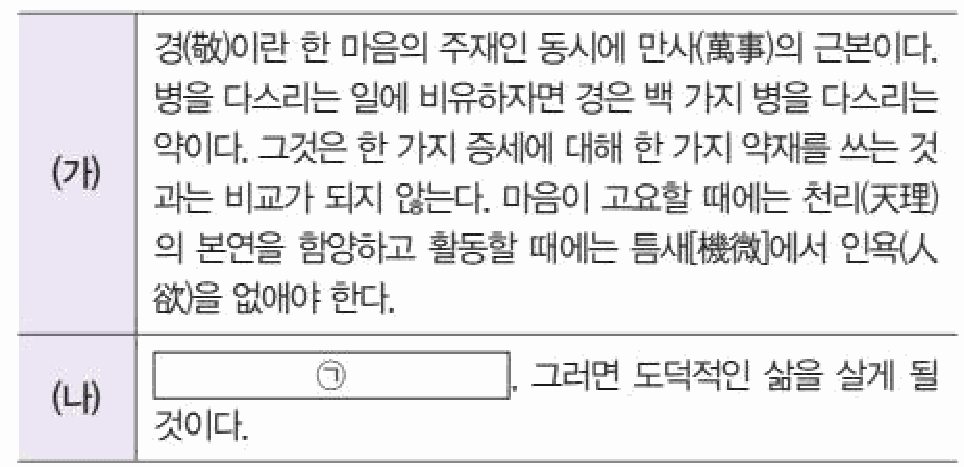 (가)
경(敬)이란 한 마음의 주재인 동시에 만사(萬事)의 근본이다.
병을 다스리는 일에 비유하자면 경은 백 가지 병을 다스리는
약이다. 그것은 한 가지 증세에 대해 한 가지 약재를 쓰는 것
과는 비교가 되지 않는다. 마음이 고요할 때에는 천리(天理)
의 본연을 함양하고 활동할 때에는 틈새[機微]에서 인욕(人
欲)을 없애야 한다.
(나)
㉠. 그러면 도덕적인 삶을 살게 될
것이다.